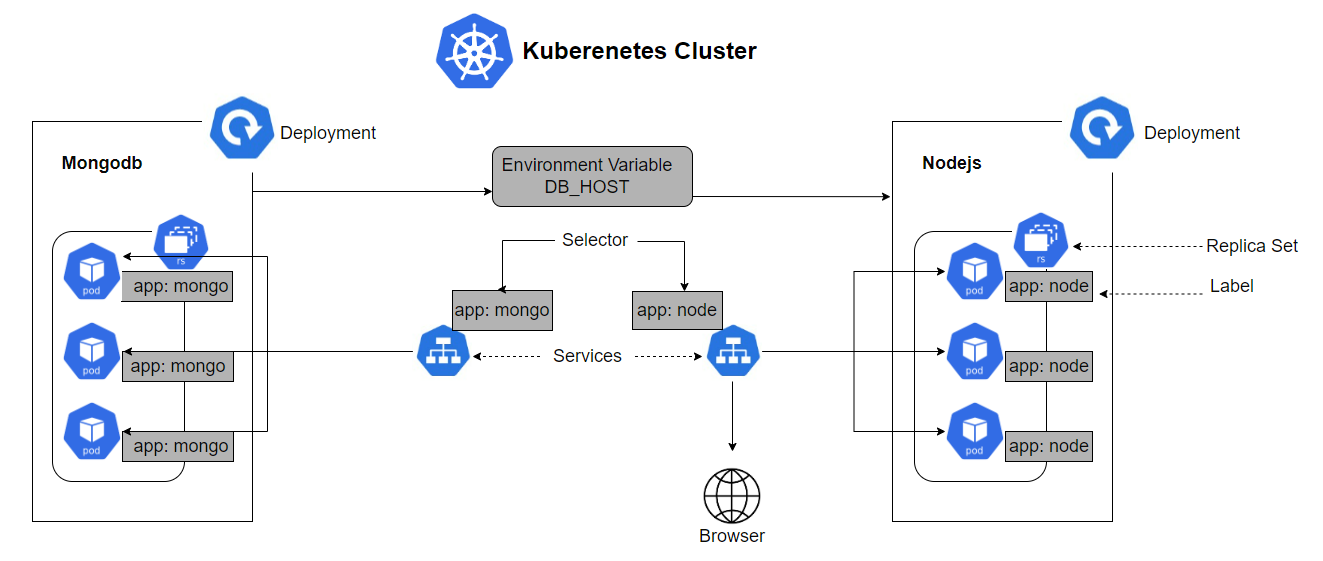 Kuberenetes Cluster
Deployment
Deployment
Mongodb
Environment Variable
DB_HOST
Nodejs
Selector
rs
rs
Replica Set
pod
app: mongo
app: mongo
app: node
pod
app: node
Label
pod
app: mongo
Services
pod
app: node
pod
app: mongo
pod
app: node
Browser